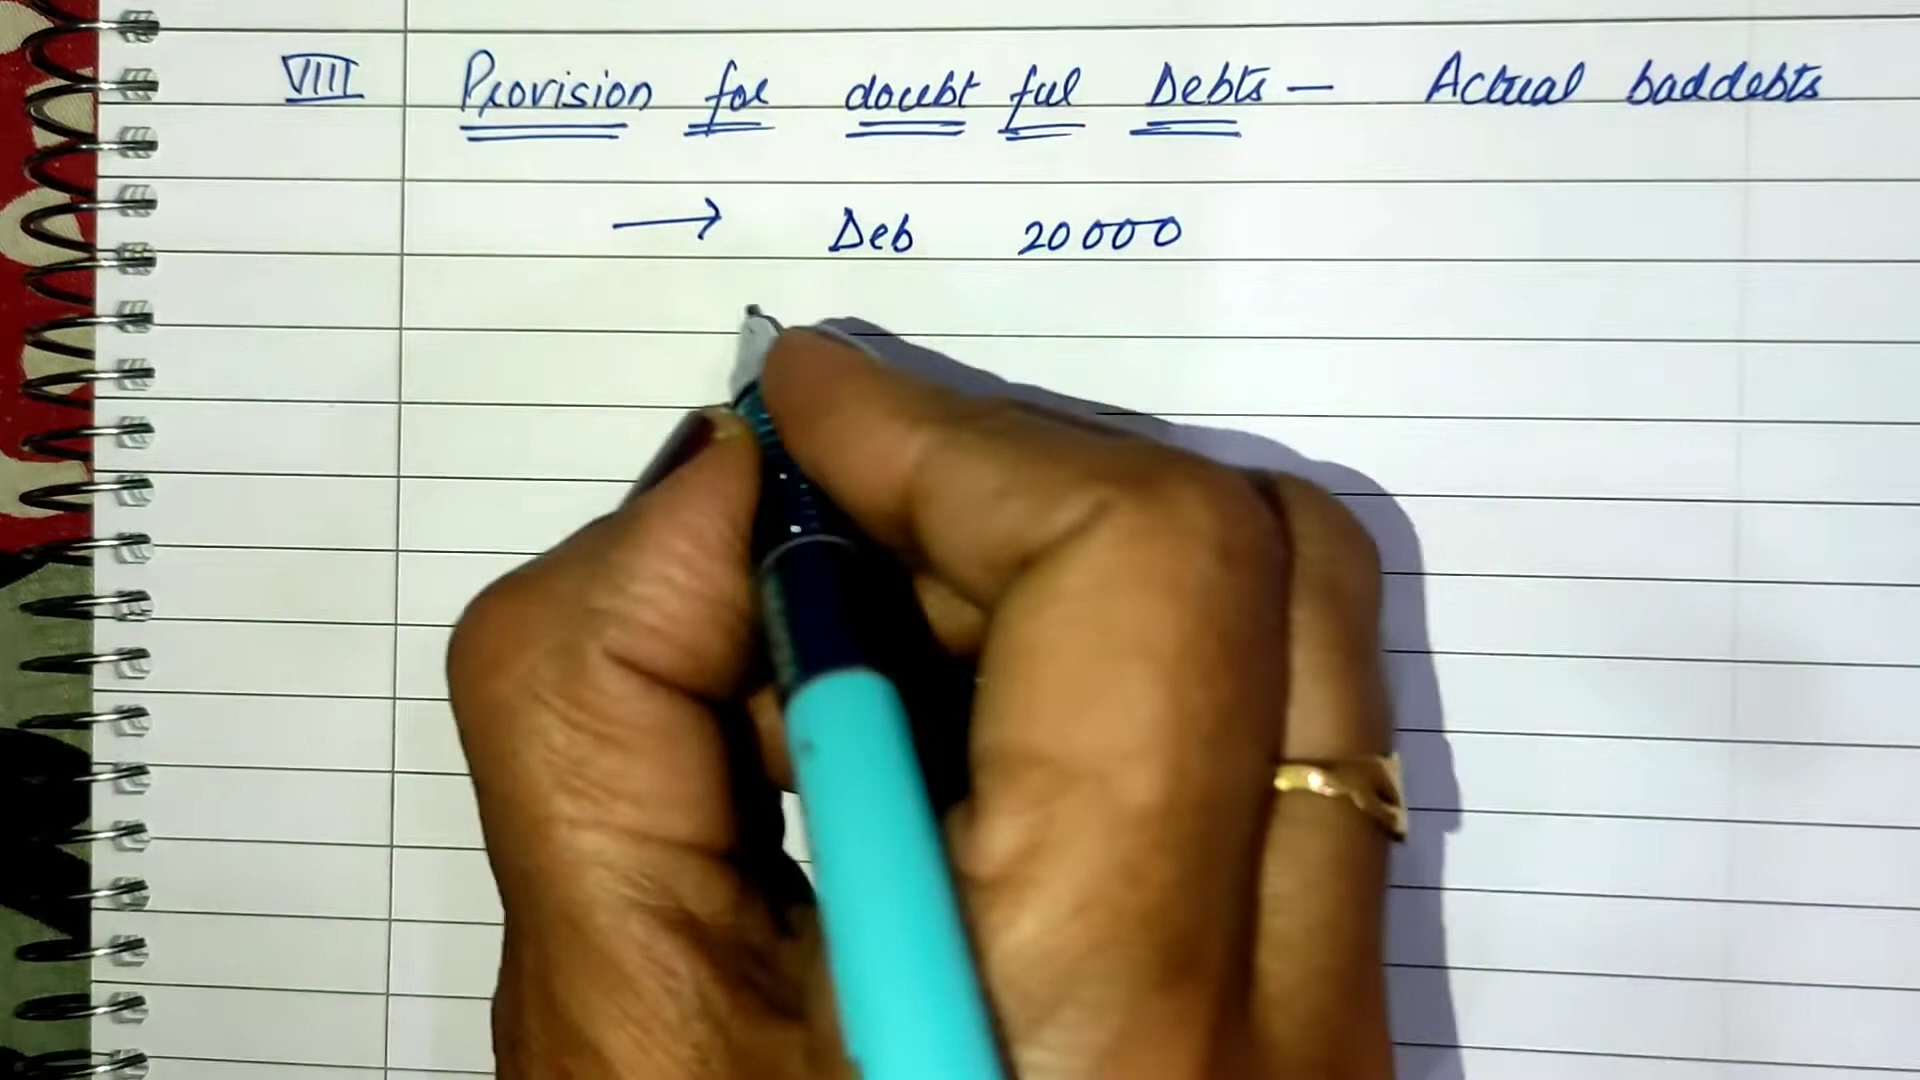 VIII Provision for doubt ful Debts — Actual baddebts
→ Deb 20000